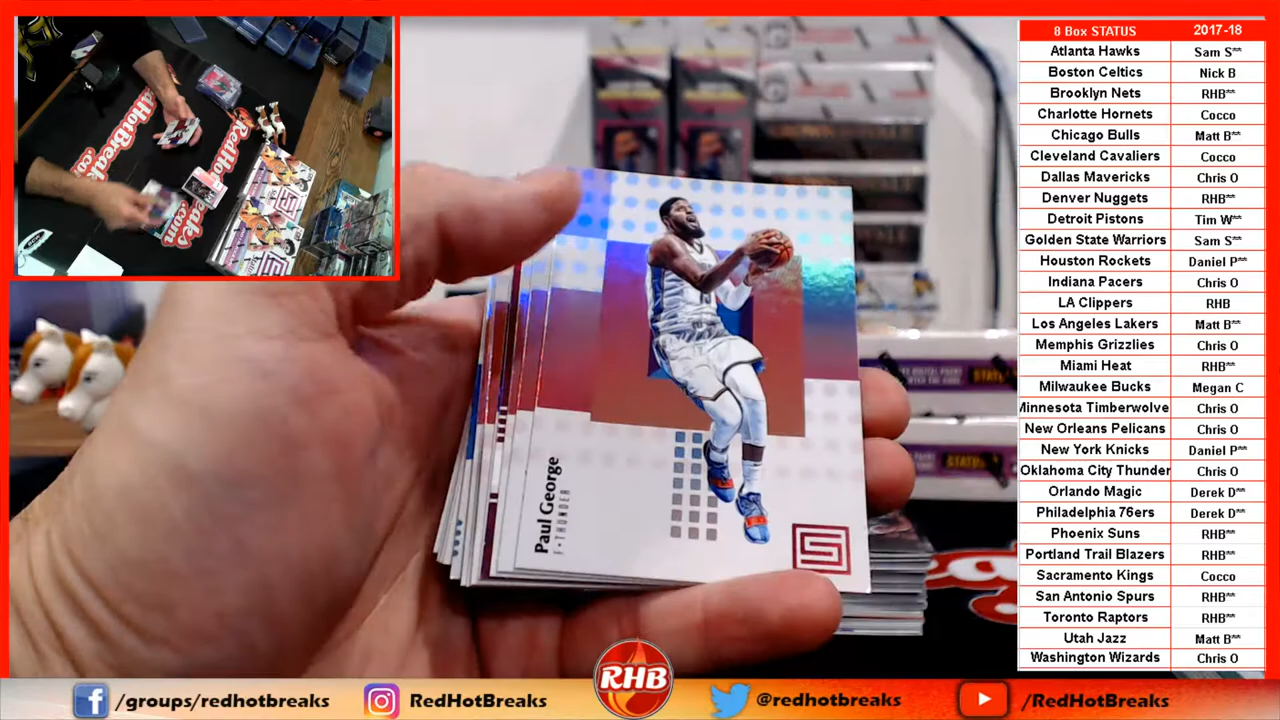 8 Box STATUS 2017-18
Atlanta Hawks Sam S**
Boston Celtics Nick B
Brooklyn Nets RHB**
Charlotte Hornets Cocco
Chicago Bulls Matt B**
Cleveland Cavaliers Cocco
Dallas Mavericks Chris O
Denver Nuggets RHB**
Detroit Pistons Tim W**
Golden State Warriors Sam S**
Houston Rockets Daniel P**
Indiana Pacers Chris O
LA Clippers RHB
Los Angeles Lakers Matt B**
Memphis Grizzlies Chris O
Miami Heat RHB**
Milwaukee Bucks Megan C
Minnesota Timberwolve Chris O
New Orleans Pelicans Chris O
New York Knicks Daniel P**
Oklahoma City Thunder Chris O
Orlando Magic Derek D**
Philadelphia 76ers Derek D**
Phoenix Suns RHB**
Portland Trail Blazers RHB**
Sacramento Kings Cocco
San Antonio Spurs RHB**
Toronto Raptors RHB**
Utah Jazz Matt B**
Washington Wizards Chris O
Paul George
F • THUNDER
RHB
/groups/redhotbreaks
RedHotBreaks
@redhotbreaks
/RedHotBreaks